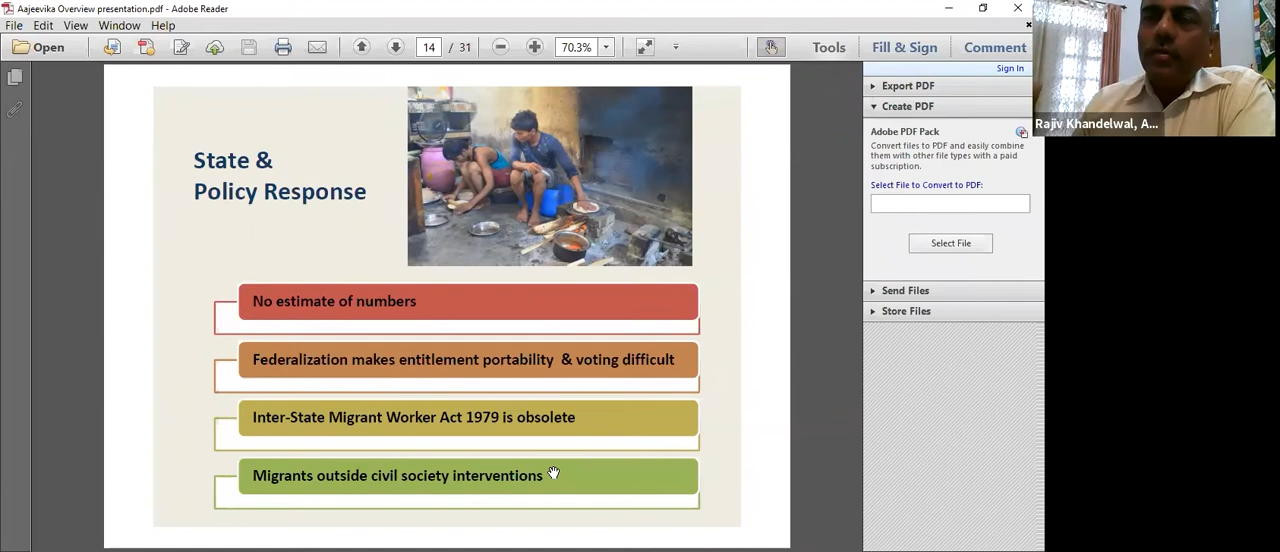 Aajeevika Overview presentation.pdf - Adobe Reader
File Edit View Window Help
Open 14 / 31 70.3% Tools Fill & Sign Comment
Sign In
Export PDF
Create PDF
Adobe PDF Pack
Convert files to PDF and easily combine
them with other file types with a paid
subscription.
Select File to Convert to PDF:
Select File
Send Files
Store Files
Rajiv Khandelwal, A...
State &
Policy Response
No estimate of numbers
Federalization makes entitlement portability & voting difficult
Inter-State Migrant Worker Act 1979 is obsolete
Migrants outside civil society interventions